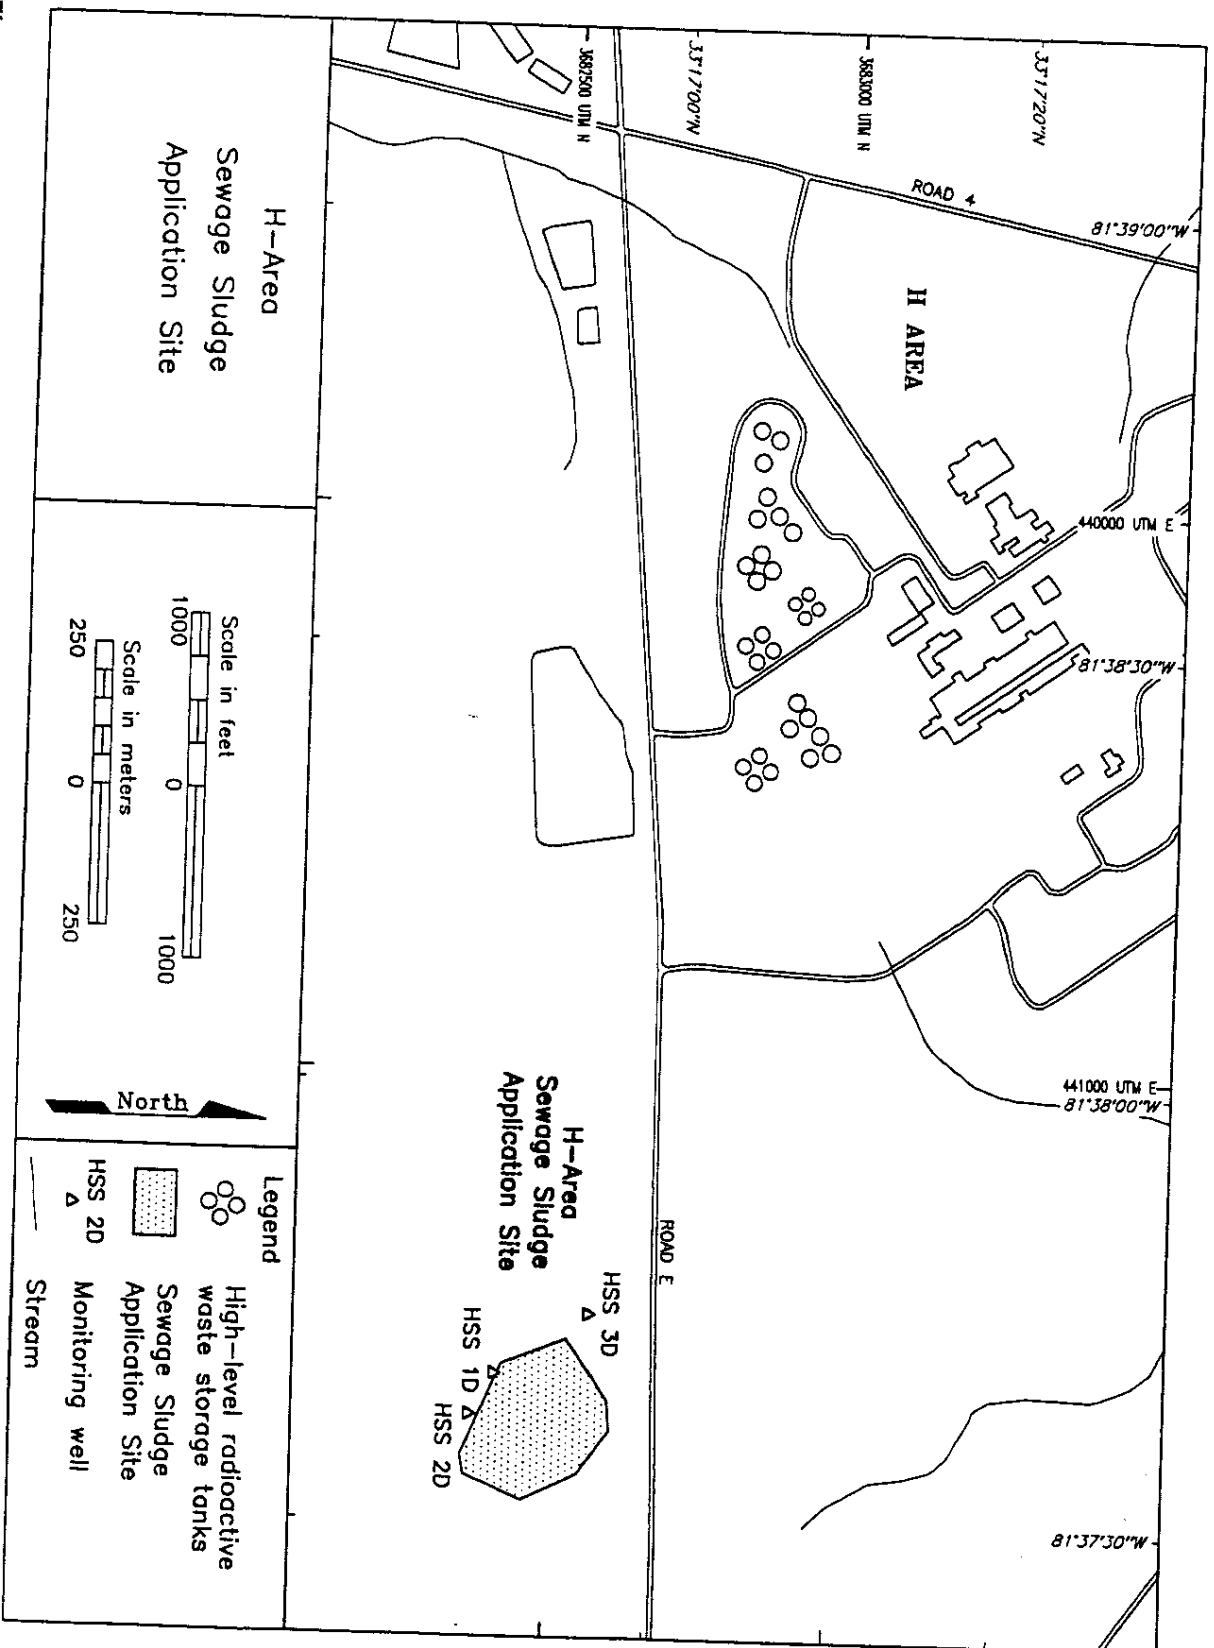 81°39'00"W
440000 UTM E
81°38'30"W
441000 UTM E
81°38'00"W
81°37'30"W
33°17'20"N
3683000 UTM N
33°17'00"N
3682500 UTM N
ROAD 4
H AREA
ROAD E
H-Area
Sewage Sludge
Application Site
HSS 3D
HSS 1D
HSS 2D
H-Area
Sewage Sludge
Application Site
Scale in feet
1000 0 1000
Scale in meters
250 0 250
North
Legend
High-level radioactive
waste storage tanks
Sewage Sludge
Application Site
HSS 2D
Monitoring well
Stream